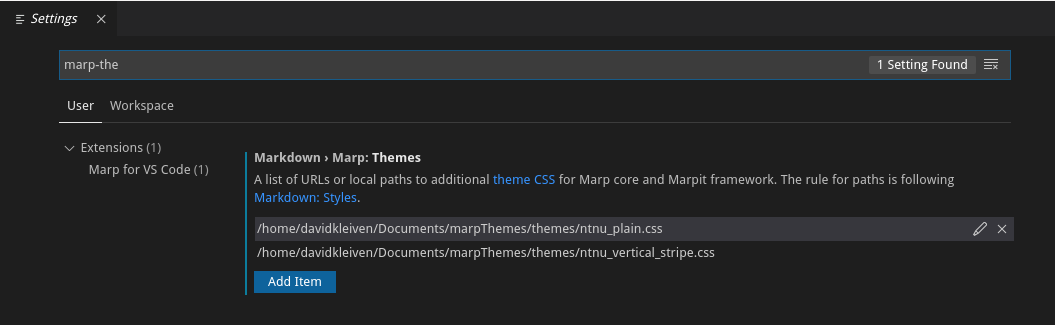 Settings
marp-the
1 Setting Found
User Workspace
Extensions (1)
Marp for VS Code (1)
Markdown › Marp: Themes
A list of URLs or local paths to additional theme CSS for Marp core and Marpit framework. The rule for paths is following
Markdown: Styles.
/home/davidkleiven/Documents/marpThemes/themes/ntnu_plain.css
/home/davidkleiven/Documents/marpThemes/themes/ntnu_vertical_stripe.css
Add Item